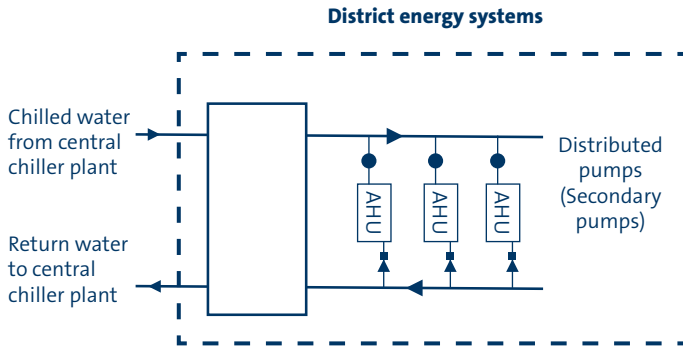 District energy systems
Chilled water
from central
chiller plant
Distributed
pumps
(Secondary
pumps)
AHU
AHU
AHU
Return water
to central
chiller plant